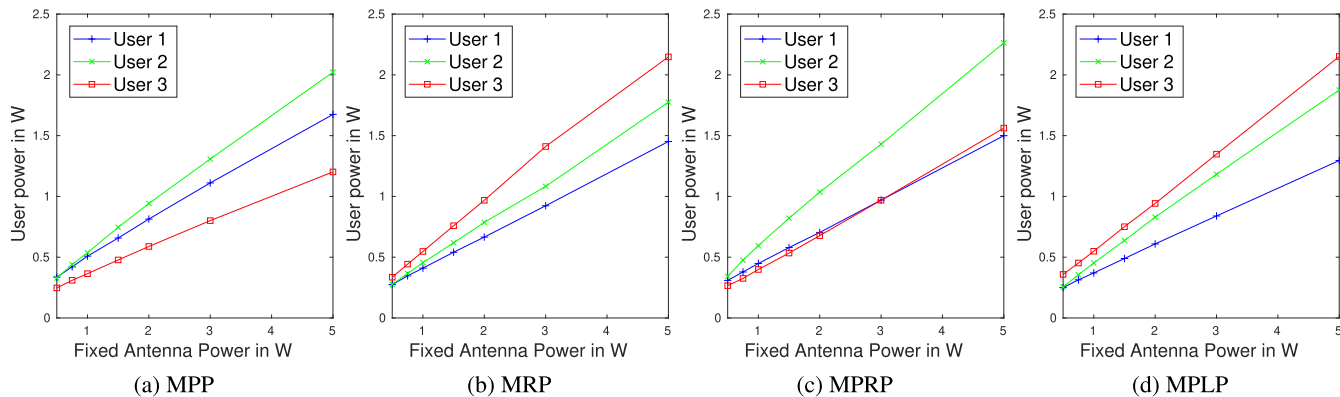 2.5
2
1.5
1
0.5
0
User power in W
User 1
User 2
User 3
1 2 3 4 5
Fixed Antenna Power in W
(a) MPP
2.5
2
1.5
1
0.5
0
User power in W
User 1
User 2
User 3
1 2 3 4 5
Fixed Antenna Power in W
(b) MRP
2.5
2
1.5
1
0.5
0
User power in W
User 1
User 2
User 3
1 2 3 4 5
Fixed Antenna Power in W
(c) MPRP
2.5
2
1.5
1
0.5
0
User power in W
User 1
User 2
User 3
1 2 3 4 5
Fixed Antenna Power in W
(d) MPLP